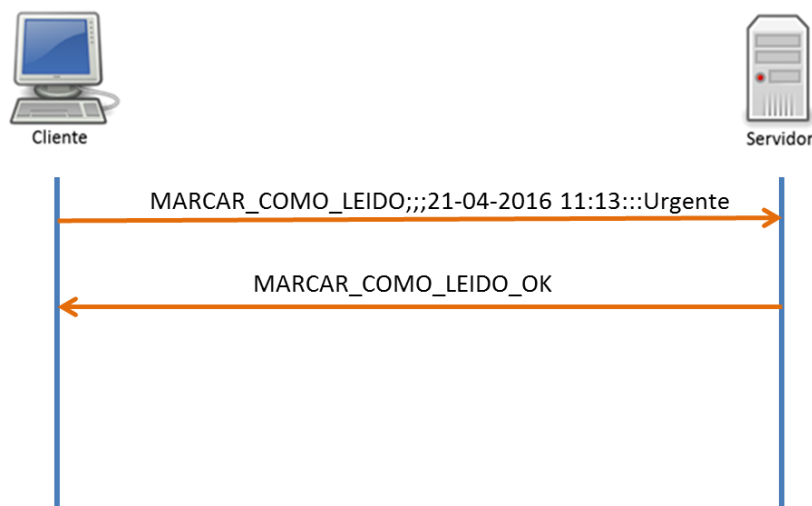 Cliente
Servidor
MARCAR_COMO_LEIDO;;;21-04-2016 11:13:::Urgente
MARCAR_COMO_LEIDO_OK